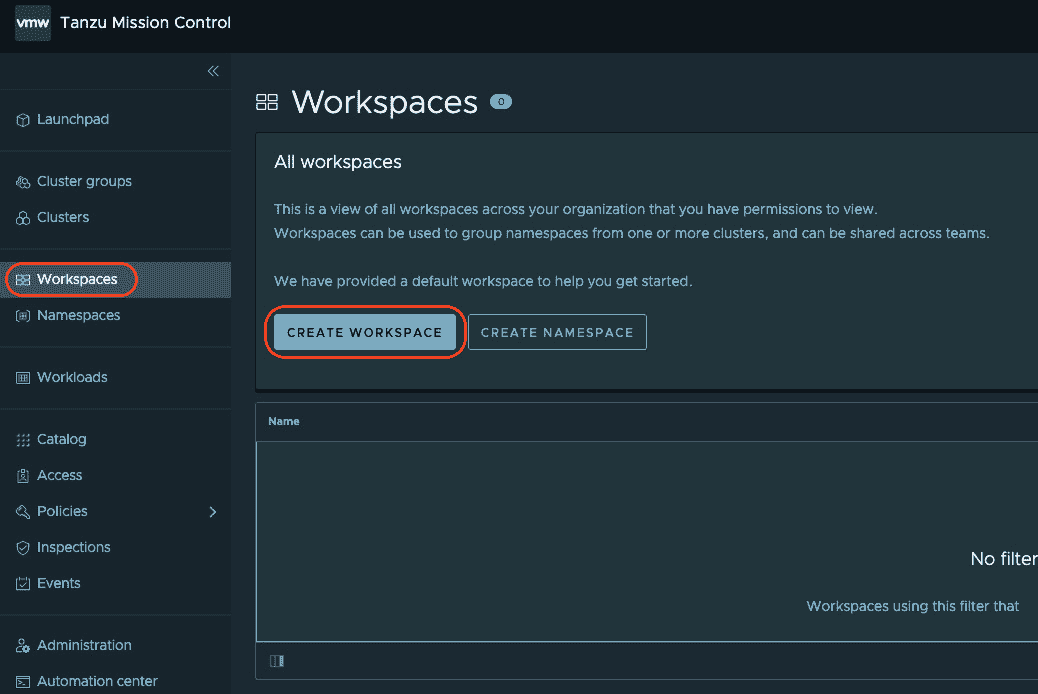 vmw Tanzu Mission Control
Launchpad
Cluster groups
Clusters
Workspaces
Namespaces
Workloads
Catalog
Access
Policies
Inspections
Events
Administration
Automation center
Workspaces 0
All workspaces
This is a view of all workspaces across your organization that you have permissions to view.
Workspaces can be used to group namespaces from one or more clusters, and can be shared across teams.
We have provided a default workspace to help you get started.
CREATE WORKSPACE CREATE NAMESPACE
Name
No filter
Workspaces using this filter that